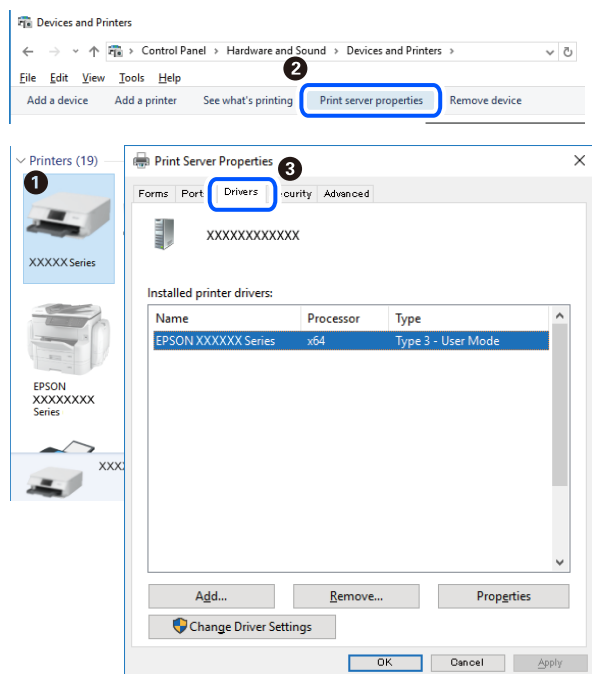 Devices and Printers
Control Panel > Hardware and Sound > Devices and Printers >
2
File Edit View Tools Help
Add a device Add a printer See what's printing Print server properties Remove device
Printers (19)
1
XXXXX Series
EPSON
XXXXXXXX
Series
XXX
Print Server Properties
3
Forms Port Drivers curity Advanced
XXXXXXXXXXXX
Installed printer drivers:
Name Processor Type
EPSON XXXXXX Series x64 Type 3 - User Mode
Add... Remove... Properties
Change Driver Settings
OK Cancel Apply